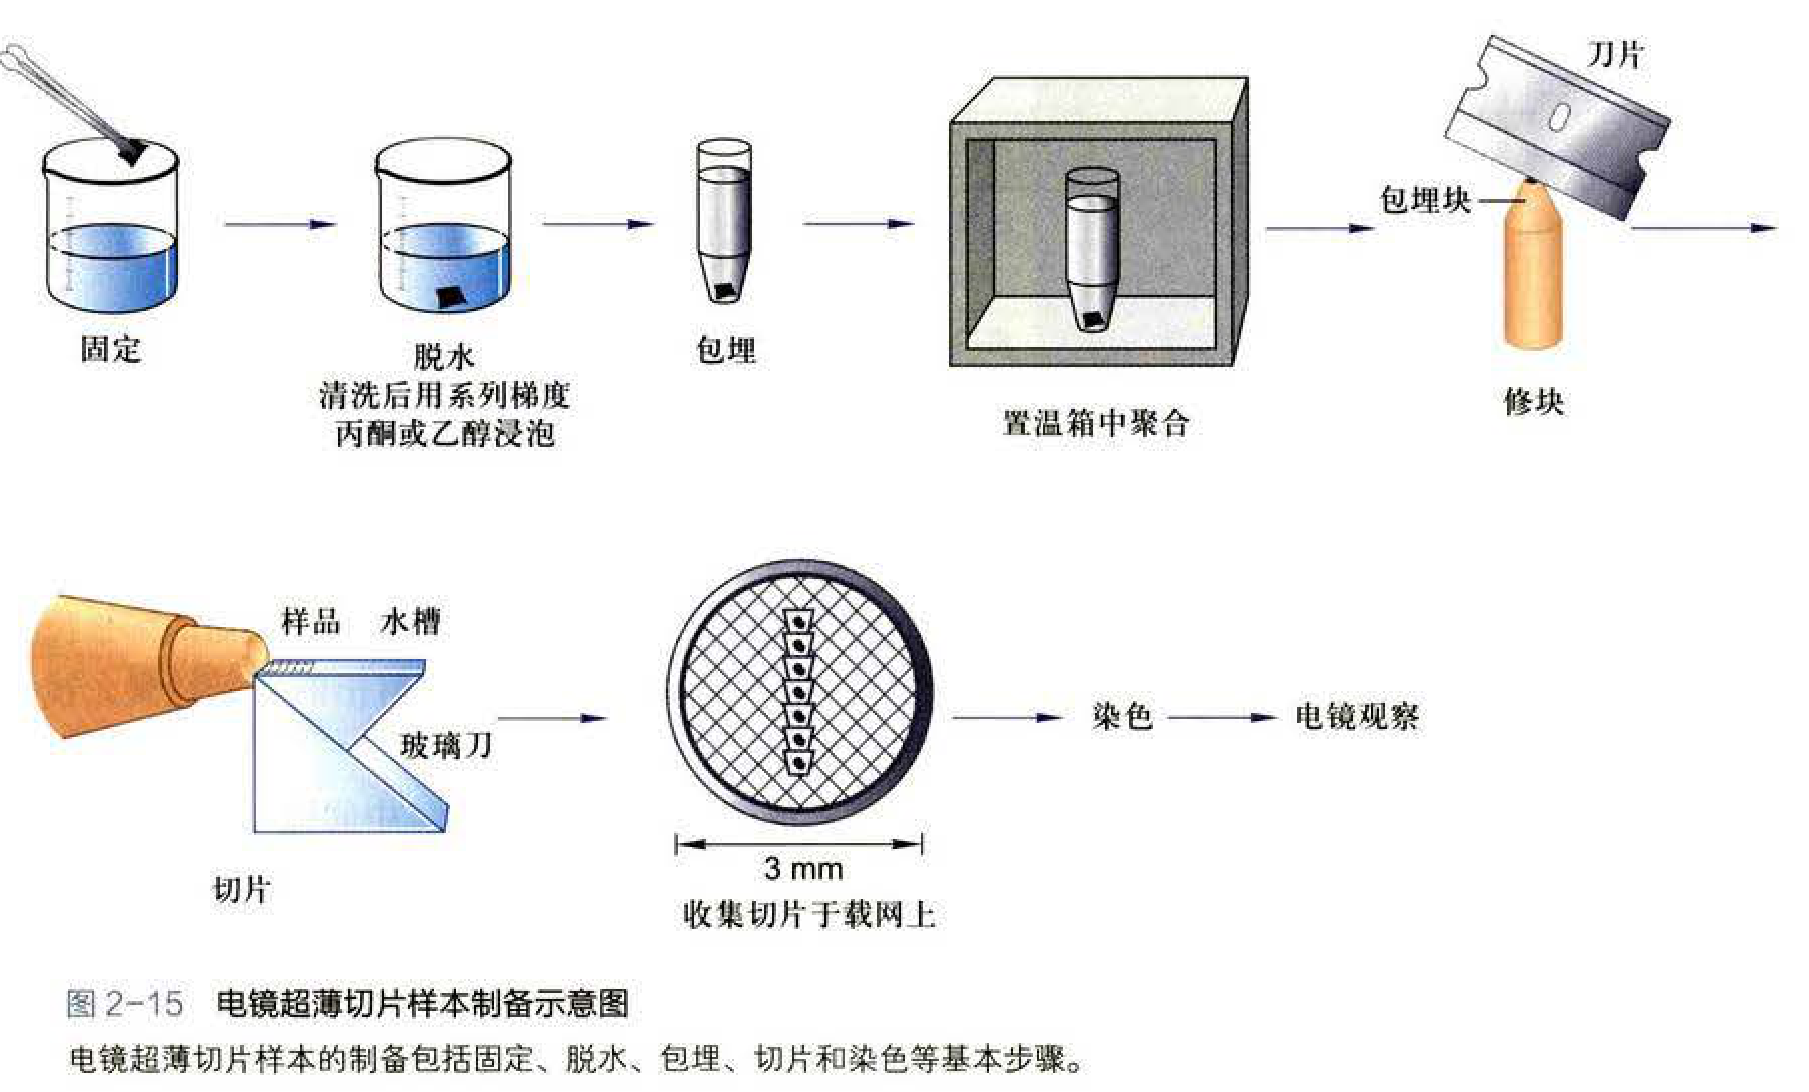 刀片
包埋块
固定
脱水
清洗后用系列梯度
丙酮或乙醇浸泡
包埋
置温箱中聚合
修块
样品
水槽
玻璃刀
切片
3 mm
收集切片于载网上
染色
电镜观察
图 2-15 电镜超薄切片样本制备示意图
电镜超薄切片样本的制备包括固定、脱水、包埋、切片和染色等基本步骤。